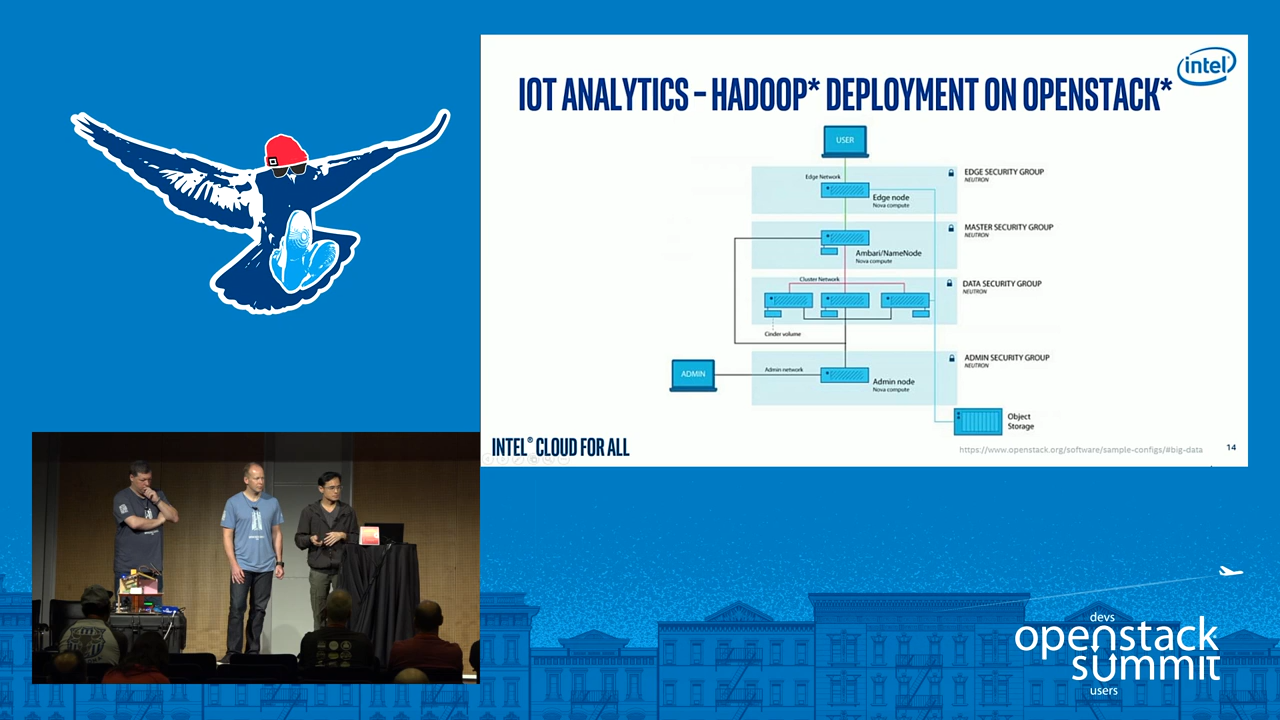 IOT ANALYTICS – HADOOP* DEPLOYMENT ON OPENSTACK*
intel
USER
Edge Network
Edge node
Nova compute
EDGE SECURITY GROUP
NEUTRON
Ambari/NameNode
Nova compute
MASTER SECURITY GROUP
NEUTRON
Cluster Network
Cinder volume
DATA SECURITY GROUP
NEUTRON
ADMIN
Admin network
Admin node
Nova compute
ADMIN SECURITY GROUP
NEUTRON
Object
Storage
INTEL® CLOUD FOR ALL
https://www.openstack.org/software/sample-configs/#big-data
14
devs
openstack
summit
users